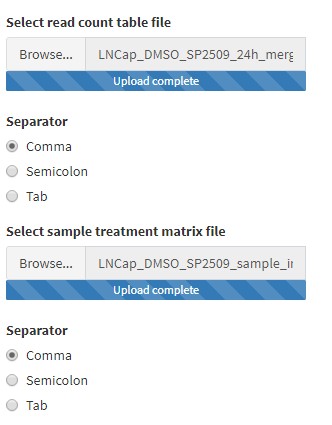 Select read count table file
Browse... LNCap_DMSO_SP2509_24h_merg
Upload complete
Separator
Comma
Semicolon
Tab
Select sample treatment matrix file
Browse... LNCap_DMSO_SP2509_sample_in
Upload complete
Separator
Comma
Semicolon
Tab